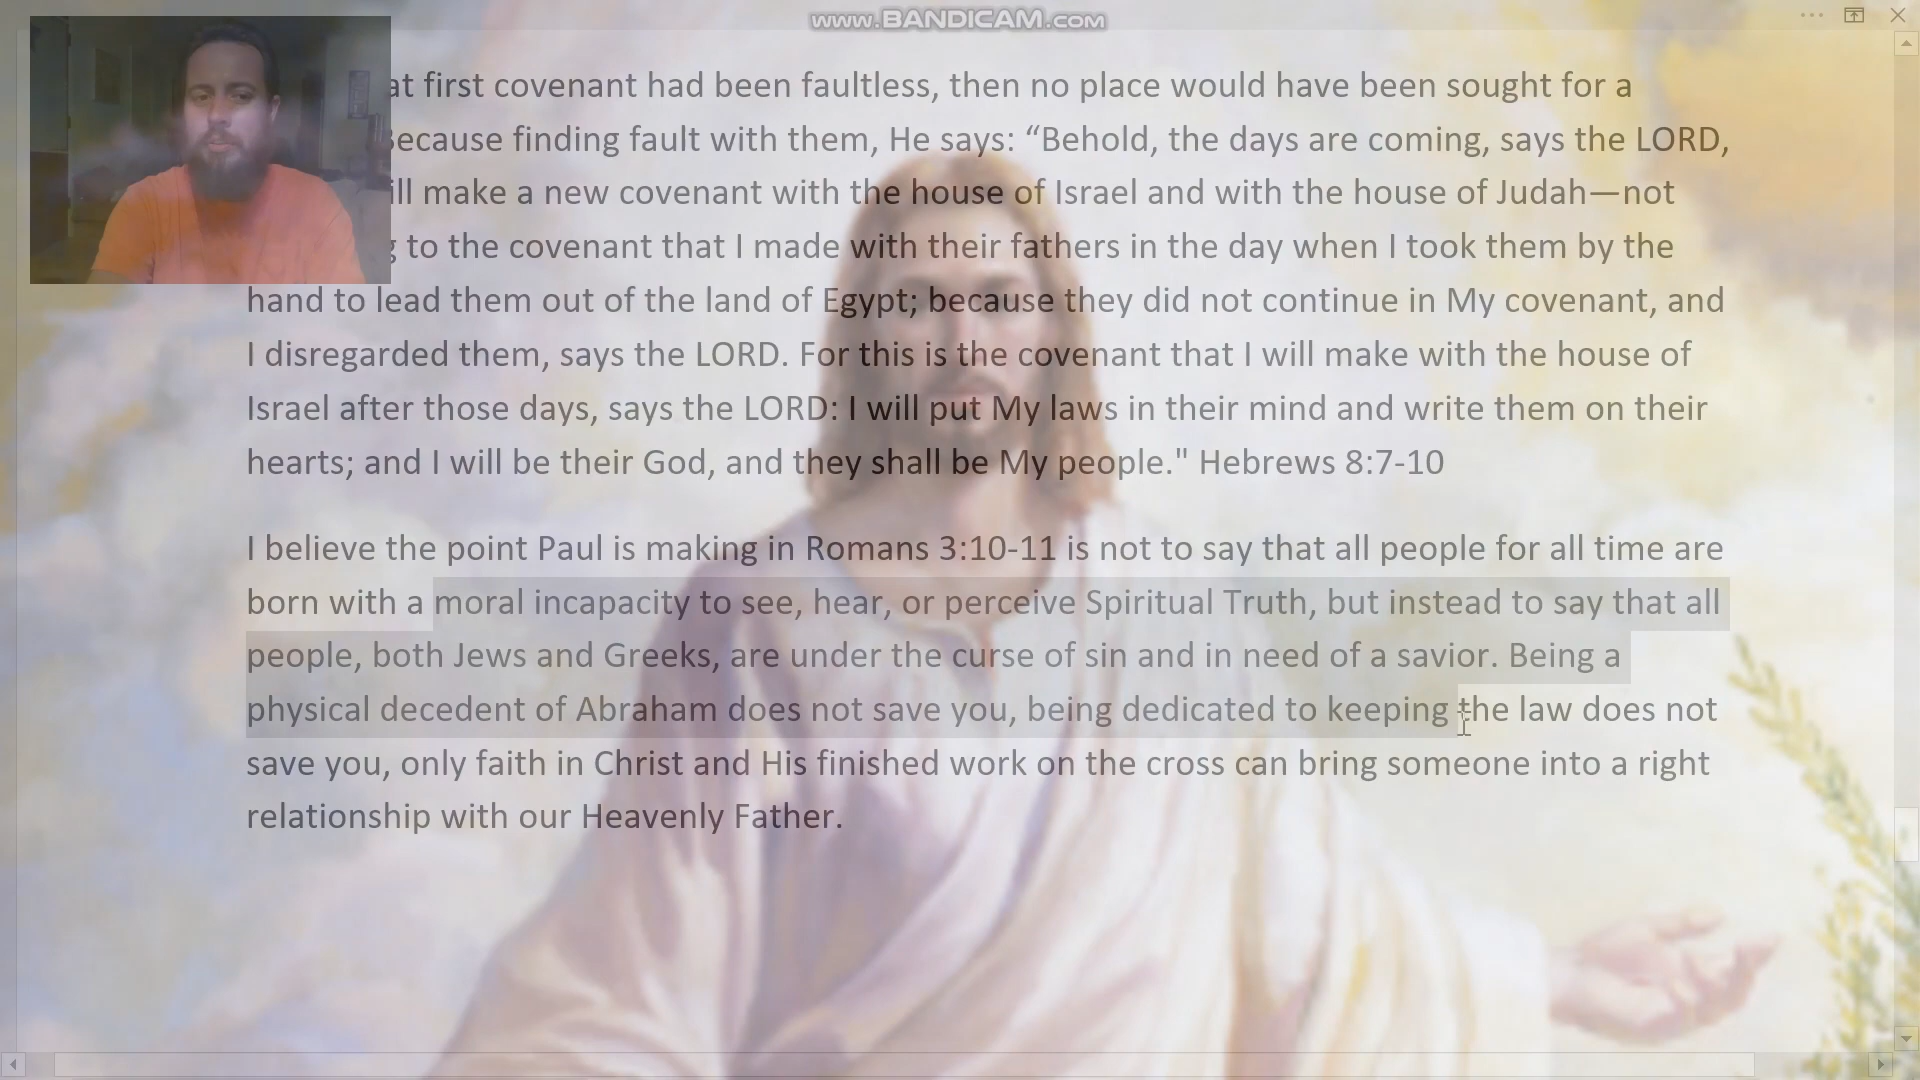 www.BANDICAM.com
at first covenant had been faultless, then no place would have been sought for a
Because finding fault with them, He says: “Behold, the days are coming, says the LORD,
ill make a new covenant with the house of Israel and with the house of Judah—not
g to the covenant that I made with their fathers in the day when I took them by the
hand to lead them out of the land of Egypt; because they did not continue in My covenant, and
I disregarded them, says the LORD. For this is the covenant that I will make with the house of
Israel after those days, says the LORD: I will put My laws in their mind and write them on their
hearts; and I will be their God, and they shall be My people." Hebrews 8:7-10
I believe the point Paul is making in Romans 3:10-11 is not to say that all people for all time are
born with a moral incapacity to see, hear, or perceive Spiritual Truth, but instead to say that all
people, both Jews and Greeks, are under the curse of sin and in need of a savior. Being a
physical decedent of Abraham does not save you, being dedicated to keeping the law does not
save you, only faith in Christ and His finished work on the cross can bring someone into a right
relationship with our Heavenly Father.